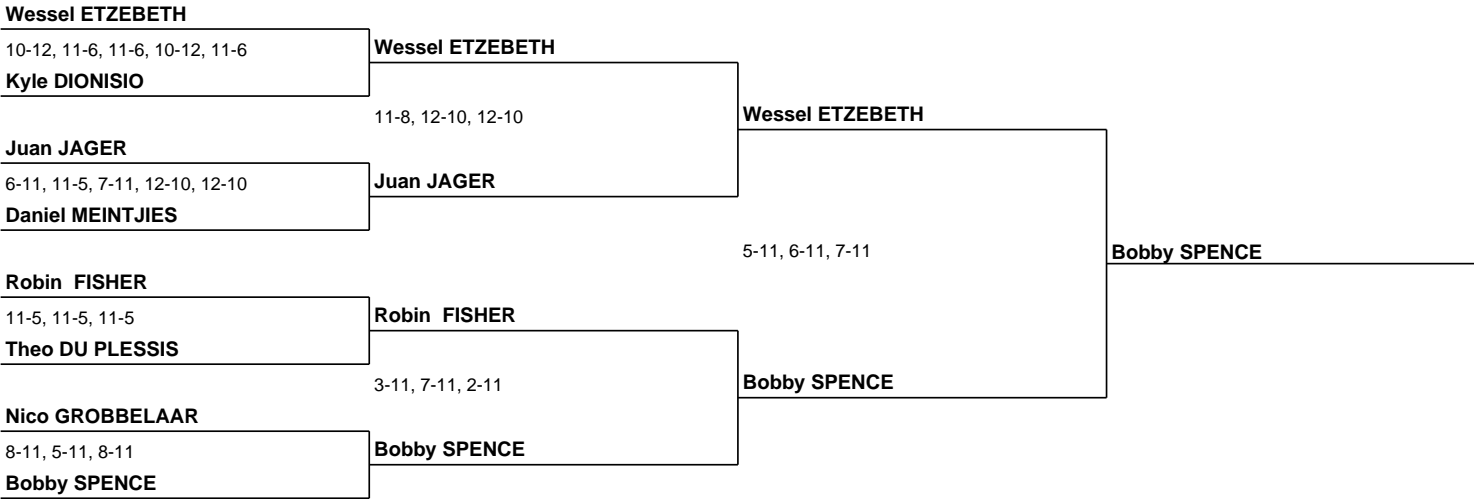 Wessel ETZEBETH
10-12, 11-6, 11-6, 10-12, 11-6
Kyle DIONISIO
Juan JAGER
6-11, 11-5, 7-11, 12-10, 12-10
Daniel MEINTJIES
Robin  FISHER
11-5, 11-5, 11-5
Theo DU PLESSIS
Nico GROBBELAAR
8-11, 5-11, 8-11
Bobby SPENCE
Wessel ETZEBETH
11-8, 12-10, 12-10
Juan JAGER
Robin  FISHER
3-11, 7-11, 2-11
Bobby SPENCE
Wessel ETZEBETH
5-11, 6-11, 7-11
Bobby SPENCE
Bobby SPENCE